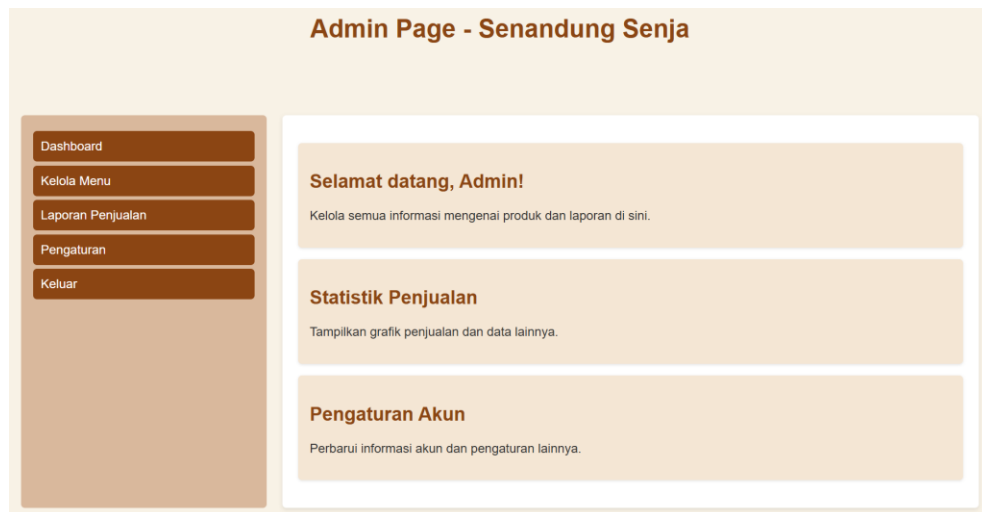 Admin Page - Senandung Senja
Dashboard
Kelola Menu
Laporan Penjualan
Pengaturan
Keluar
Selamat datang, Admin!
Kelola semua informasi mengenai produk dan laporan di sini.
Statistik Penjualan
Tampilkan grafik penjualan dan data lainnya.
Pengaturan Akun
Perbarui informasi akun dan pengaturan lainnya.